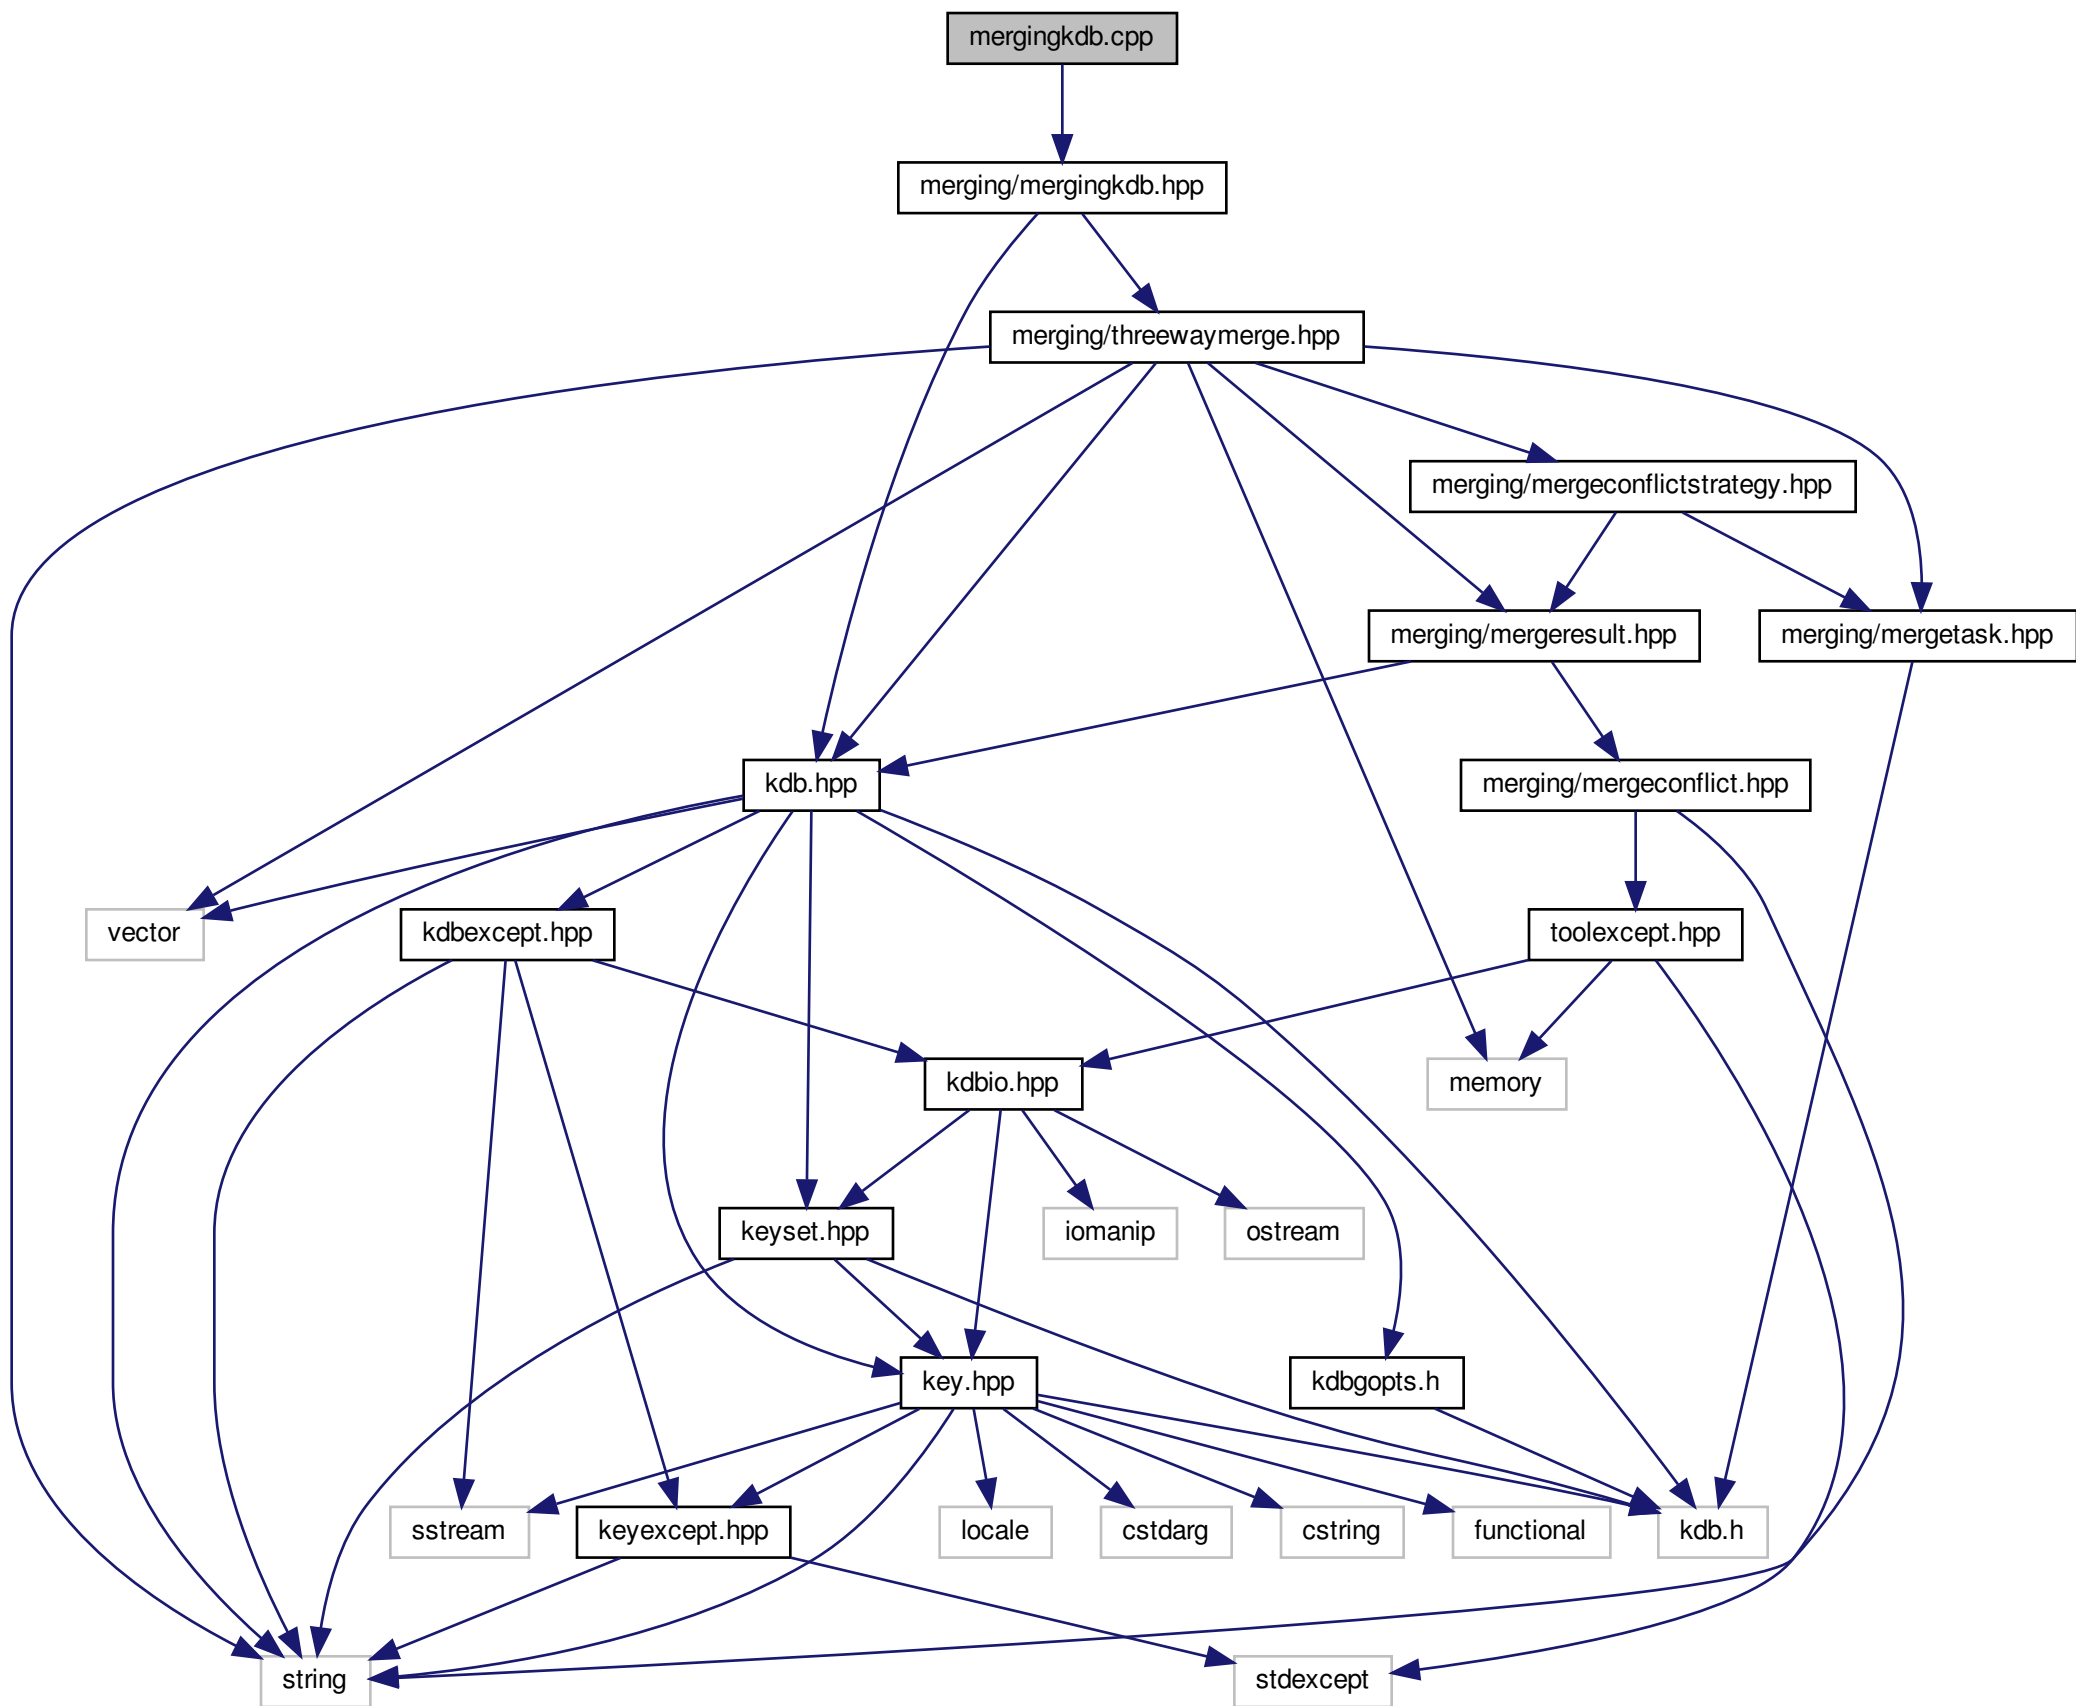 mergingkdb.cpp
merging/mergingkdb.hpp
merging/threewaymerge.hpp
merging/mergeconflictstrategy.hpp
merging/mergeresult.hpp
merging/mergetask.hpp
kdb.hpp
merging/mergeconflict.hpp
vector
kdbexcept.hpp
toolexcept.hpp
kdbio.hpp
memory
keyset.hpp
iomanip
ostream
key.hpp
kdbgopts.h
sstream
keyexcept.hpp
locale
cstdarg
cstring
functional
kdb.h
string
stdexcept